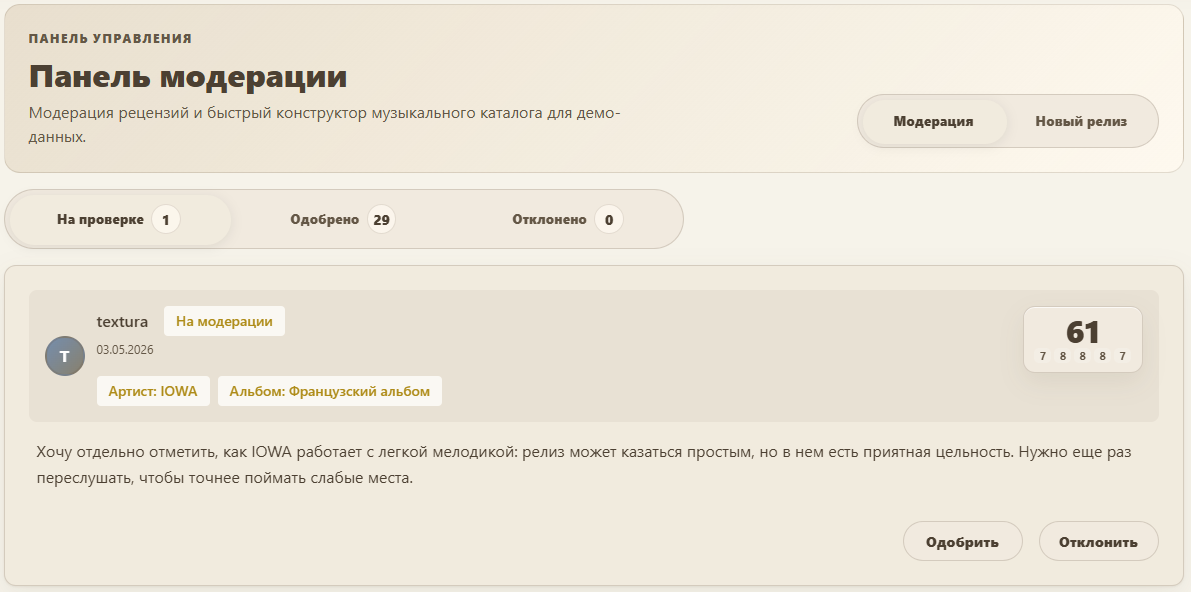 ПАНЕЛЬ УПРАВЛЕНИЯ
Панель модерации
Модерация рецензий и быстрый конструктор музыкального каталога для демо-
данных.
Модерация
Новый релиз
На проверке 1
Одобрено 29
Отклонено 0
T
textura
На модерации
03.05.2026
Артист: IOWA
Альбом: Французский альбом
61
7 8 8 8 7
Хочу отдельно отметить, как IOWA работает с легкой мелодикой: релиз может казаться простым, но в нем есть приятная цельность. Нужно еще раз
переслушать, чтобы точнее поймать слабые места.
Одобрить
Отклонить